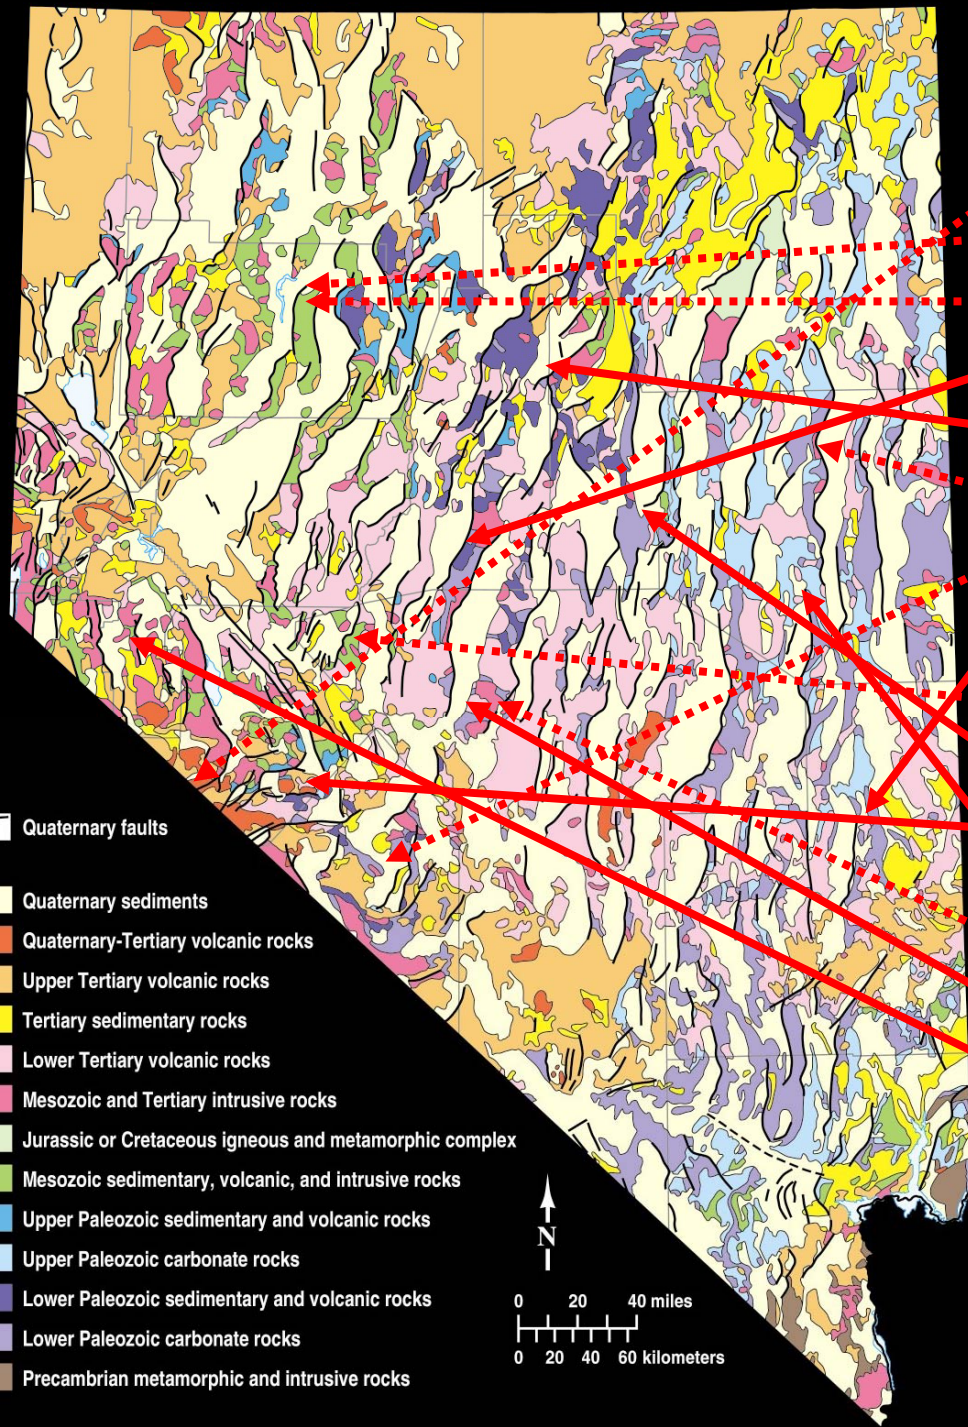 Quaternary faults
Quaternary sediments
Quaternary-Tertiary volcanic rocks
Upper Tertiary volcanic rocks
Tertiary sedimentary rocks
Lower Tertiary volcanic rocks
Mesozoic and Tertiary intrusive rocks
Jurassic or Cretaceous igneous and metamorphic complex
Mesozoic sedimentary, volcanic, and intrusive rocks
Upper Paleozoic sedimentary and volcanic rocks
Upper Paleozoic carbonate rocks
Lower Paleozoic sedimentary and volcanic rocks
Lower Paleozoic carbonate rocks
Precambrian metamorphic and intrusive rocks
N
0 20 40 miles
0 20 40 60 kilometers